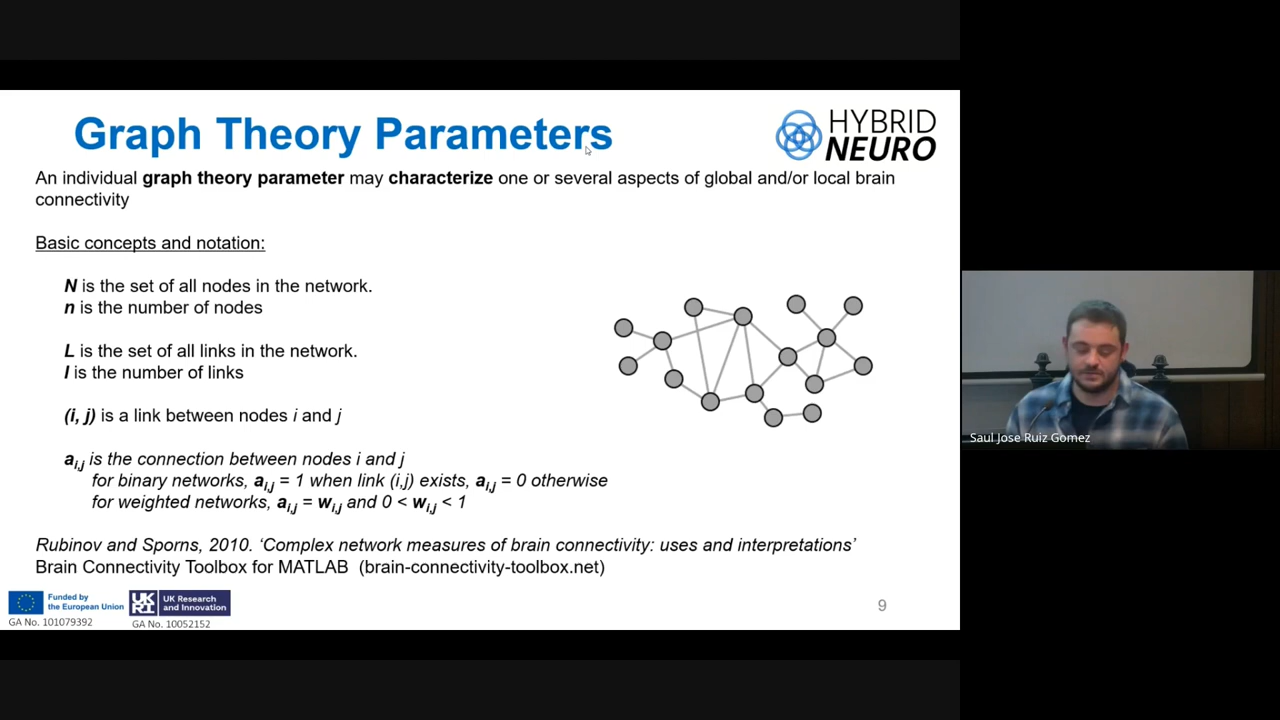 Graph Theory Parameters
HYBRID
NEURO
An individual graph theory parameter may characterize one or several aspects of global and/or local brain
connectivity
Basic concepts and notation:
N is the set of all nodes in the network.
n is the number of nodes
L is the set of all links in the network.
l is the number of links
(i, j) is a link between nodes i and j
ai,j is the connection between nodes i and j
for binary networks, ai,j = 1 when link (i,j) exists, ai,j = 0 otherwise
for weighted networks, ai,j = wi,j and 0 < wi,j < 1
Rubinov and Sporns, 2010. ‘Complex network measures of brain connectivity: uses and interpretations’
Brain Connectivity Toolbox for MATLAB (brain-connectivity-toolbox.net)
Funded by
the European Union
GA No. 101079392
UKRI
UK Research
and Innovation
GA No. 10052152
9
Saul Jose Ruiz Gomez